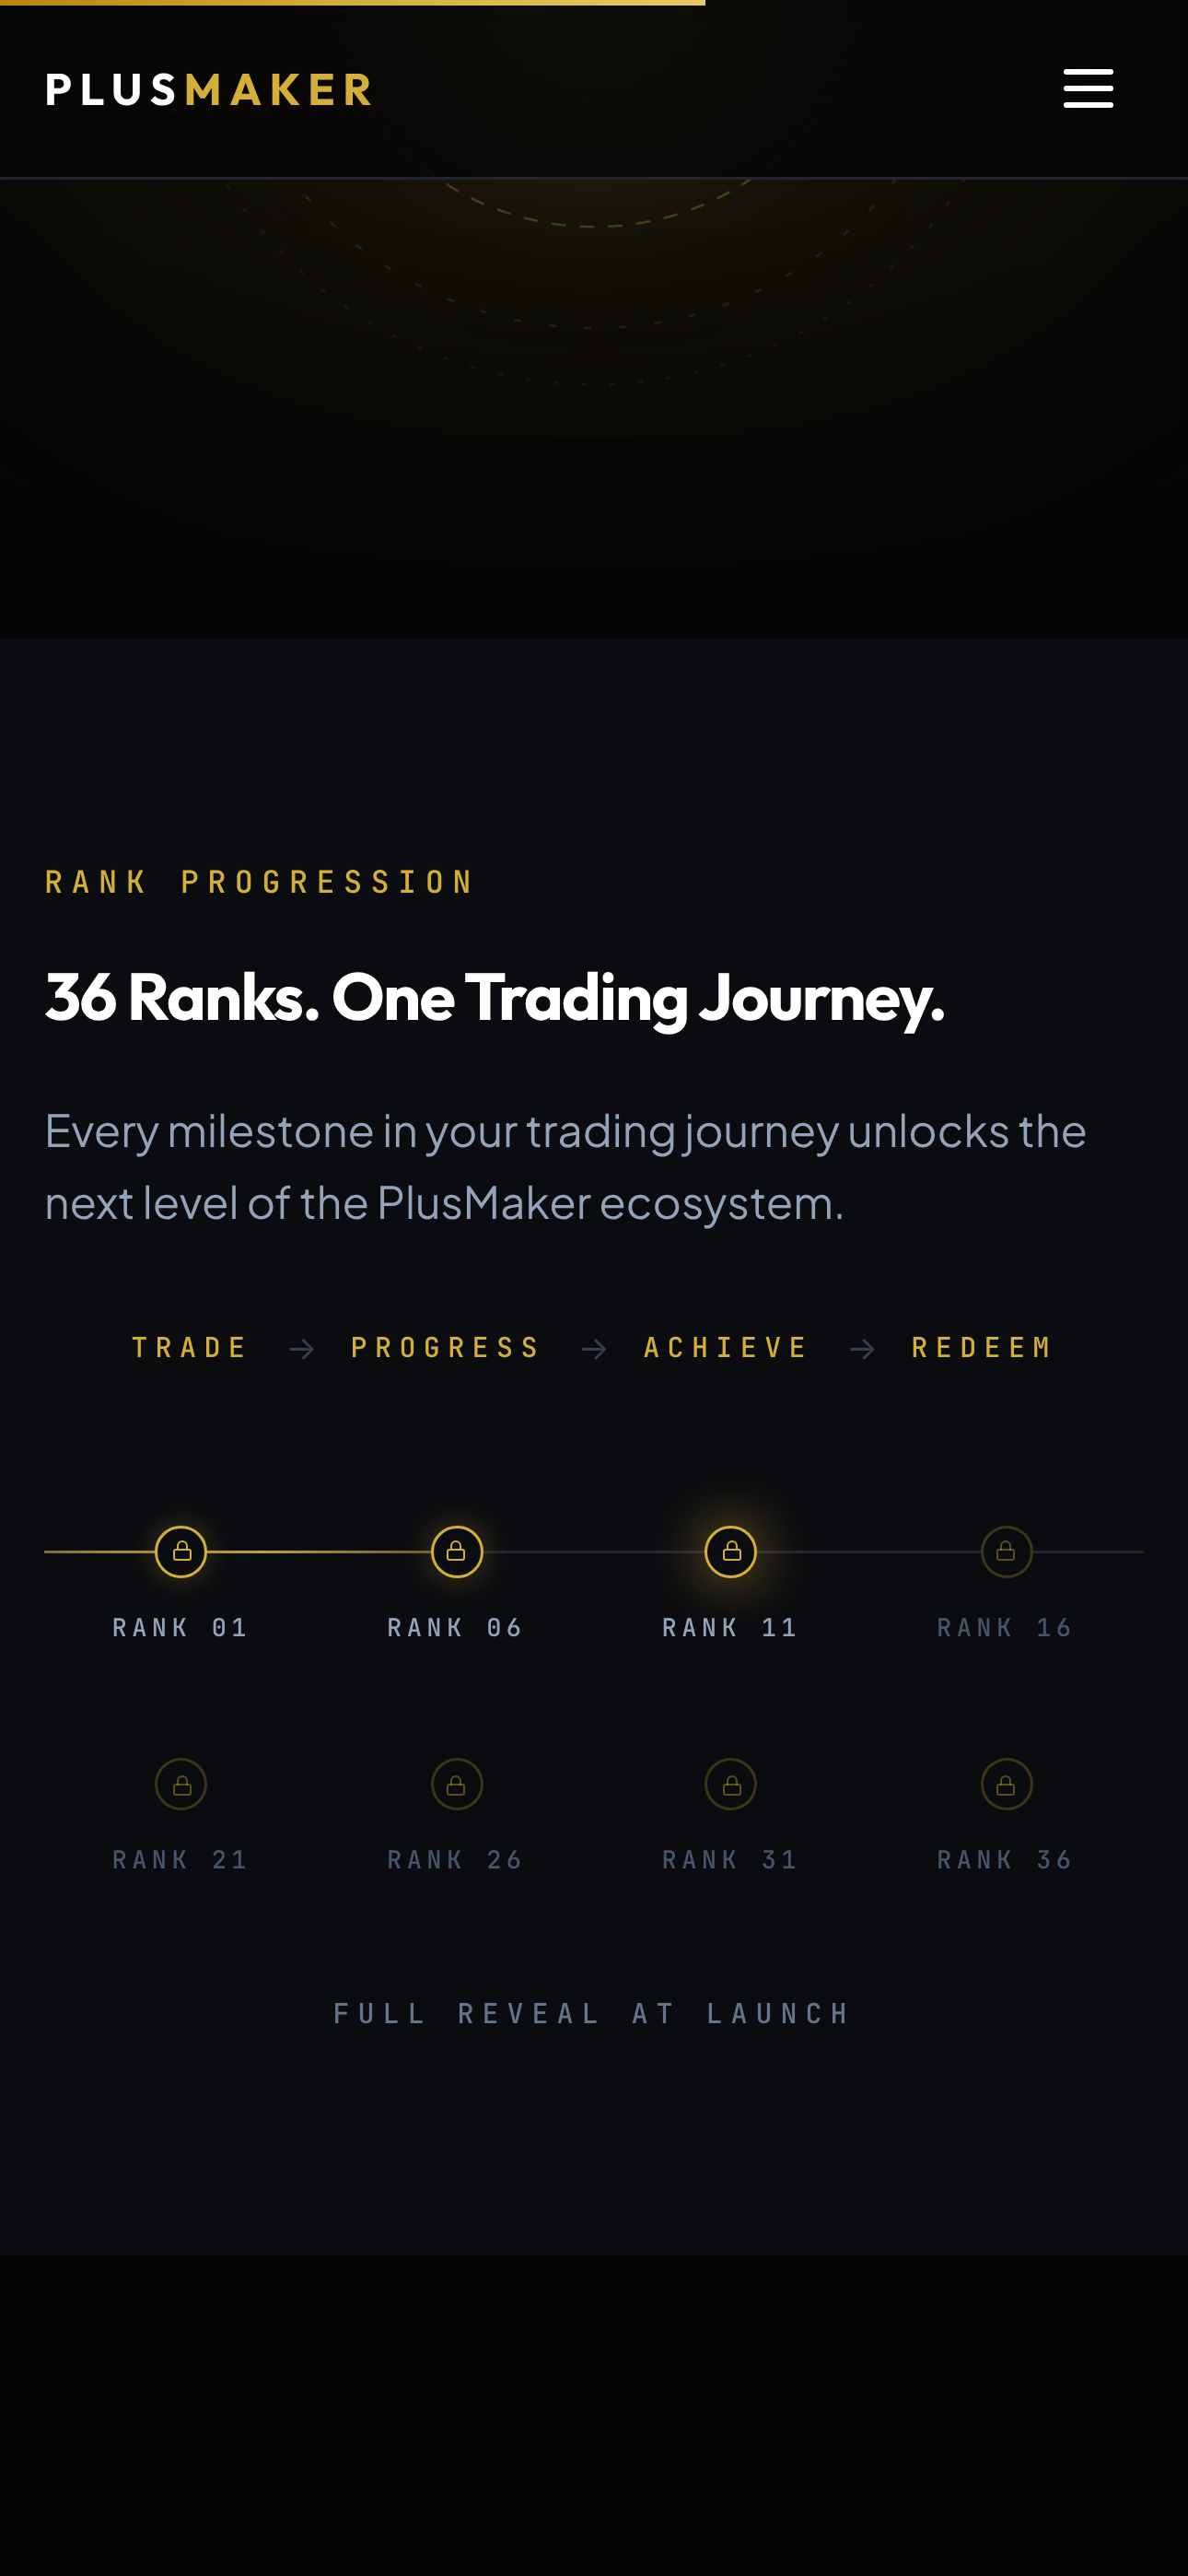 PLUSMAKER
RANK PROGRESSION
36 Ranks. One Trading Journey.
Every milestone in your trading journey unlocks the
next level of the PlusMaker ecosystem.
TRADE → PROGRESS → ACHIEVE → REDEEM
RANK 01 RANK 06 RANK 11 RANK 16
RANK 21 RANK 26 RANK 31 RANK 36
FULL REVEAL AT LAUNCH